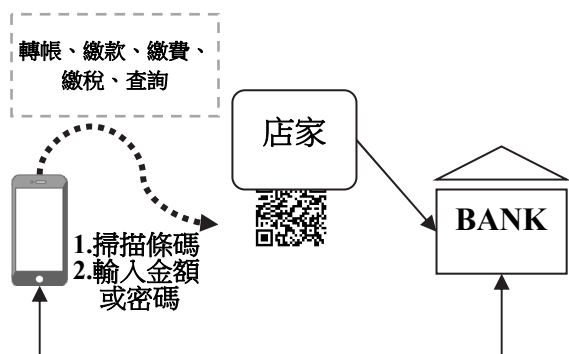 轉帳、繳款、繳費、
繳稅、查詢
店家
BANK
1.掃描條碼
2.輸入金額
或密碼